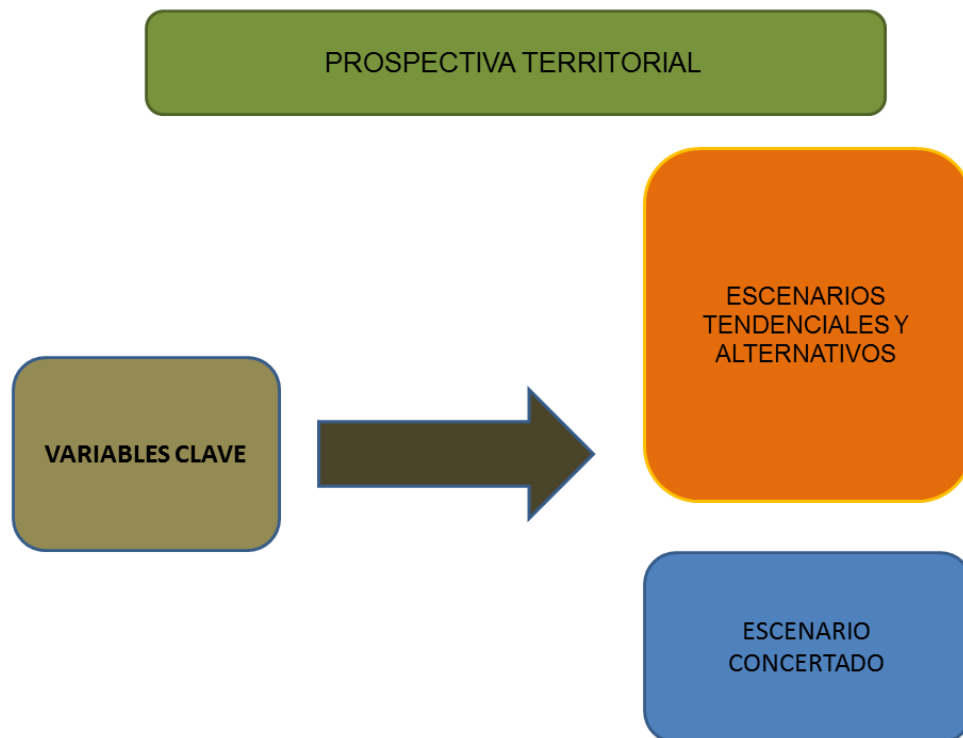 PROSPECTIVA TERRITORIAL
VARIABLES CLAVE
ESCENARIOS
TENDENCIALES Y
ALTERNATIVOS
ESCENARIO
CONCERTADO